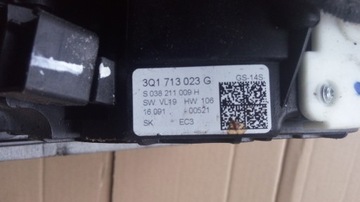 3Q1 713 023 G GS-14S
S 038 211 009 H
SW VL19 HW 106
16 091 00521
SK EC3